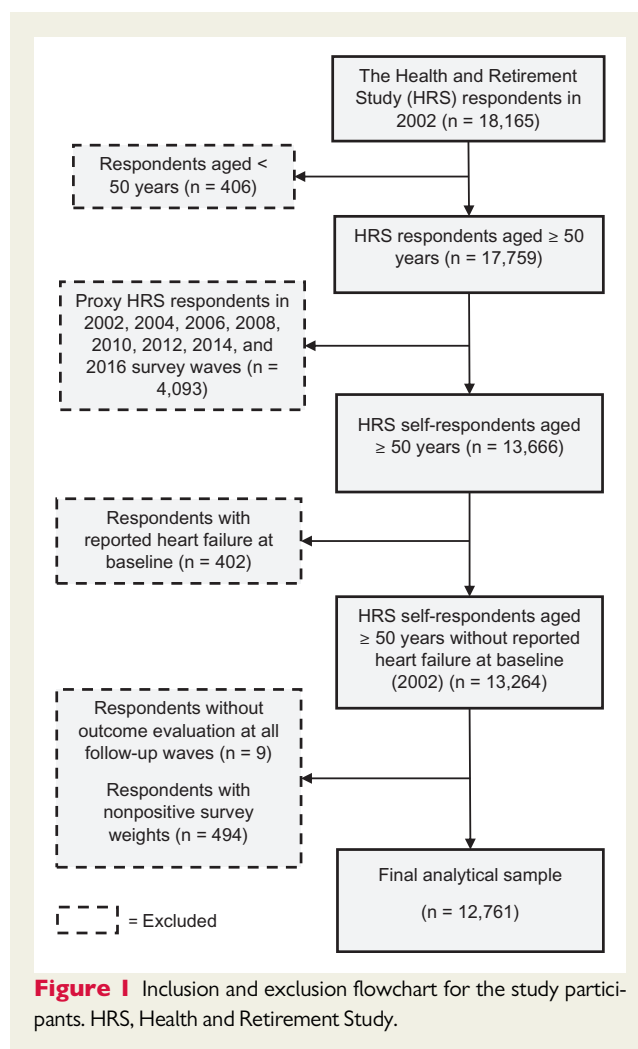 The Health and Retirement
Study (HRS) respondents in
2002 (n = 18,165)
Respondents aged <
50 years (n = 406)
HRS respondents aged ≥ 50
years (n = 17,759)
Proxy HRS respondents in
2002, 2004, 2006, 2008,
2010, 2012, 2014, and
2016 survey waves (n =
4,093)
HRS self-respondents aged
≥ 50 years (n = 13,666)
Respondents with
reported heart failure at
baseline (n = 402)
HRS self-respondents aged
≥ 50 years without reported
heart failure at baseline
(2002) (n = 13,264)
Respondents without
outcome evaluation at all
follow-up waves (n = 9)
Respondents with
nonpositive survey
weights (n = 494)
Final analytical sample
(n = 12,761)
= Excluded
Figure 1 Inclusion and exclusion flowchart for the study partici-
pants. HRS, Health and Retirement Study.